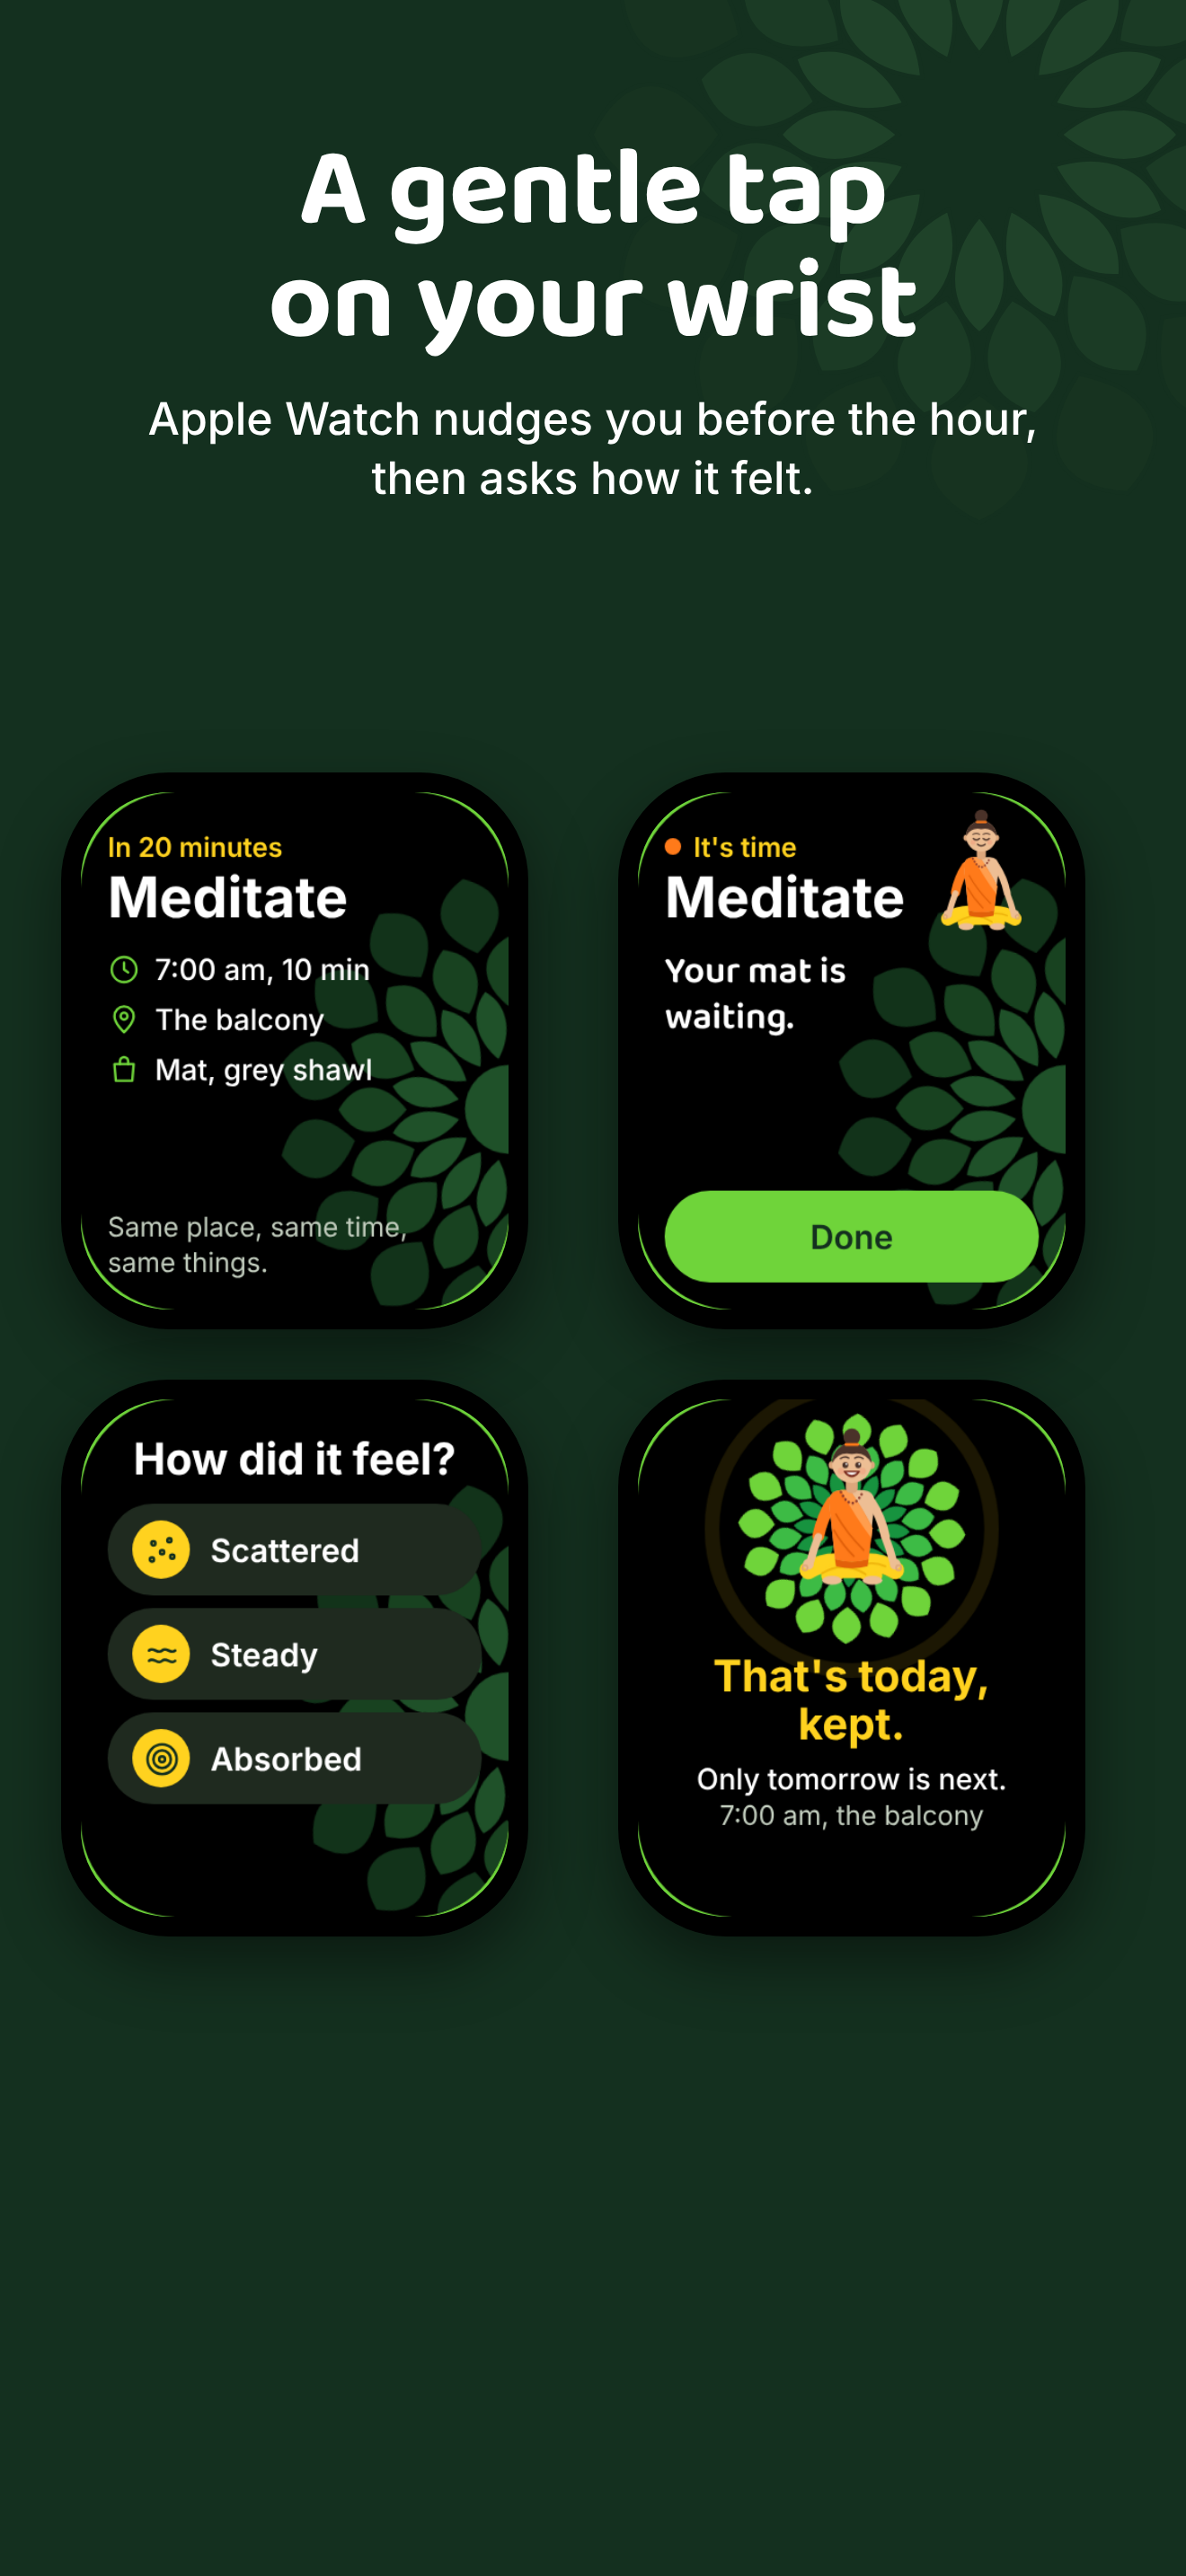 A gentle tap
on your wrist
Apple Watch nudges you before the hour,
then asks how it felt.
In 20 minutes
Meditate
7:00 am, 10 min
The balcony
Mat, grey shawl
Same place, same time,
same things.
It's time
Meditate
Your mat is
waiting.
Done
How did it feel?
Scattered
Steady
Absorbed
That's today,
kept.
Only tomorrow is next.
7:00 am, the balcony